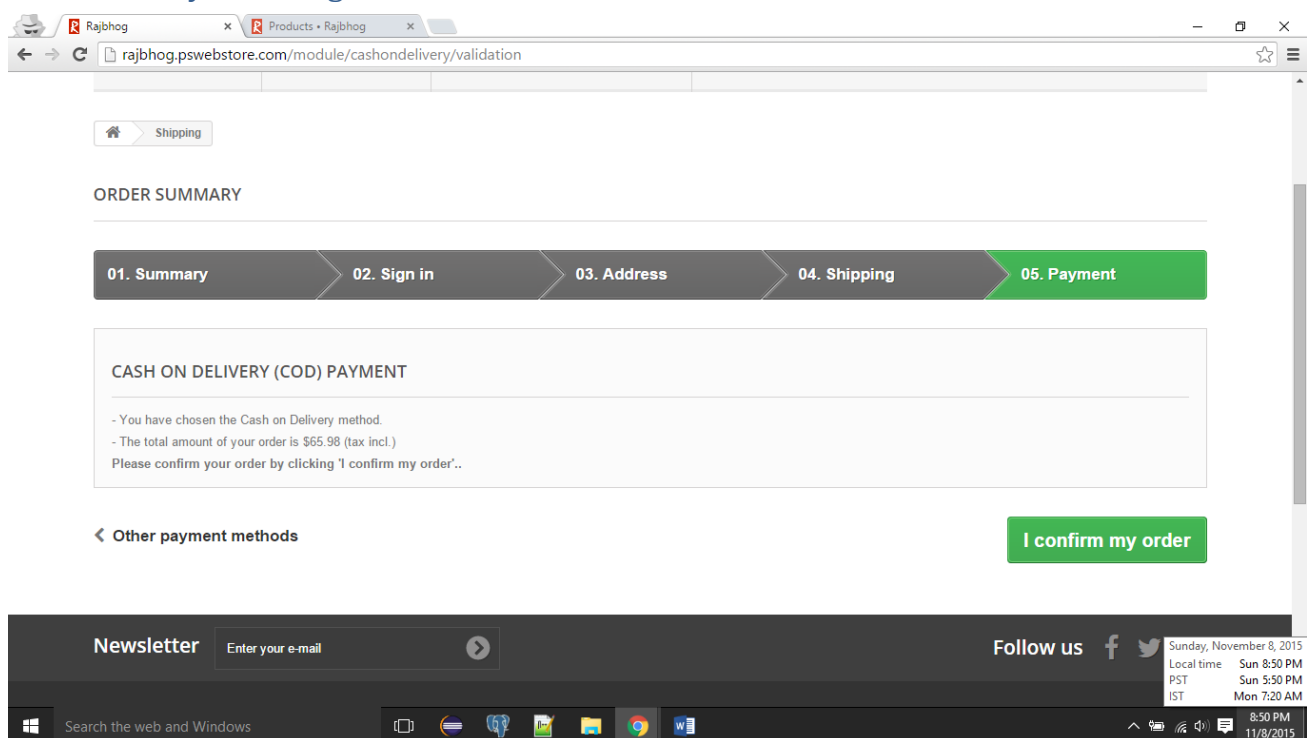 Rajbhog
Products • Rajbhog
rajbhog.pswebstore.com/module/cashondelivery/validation
Shipping
ORDER SUMMARY
01. Summary 02. Sign in 03. Address 04. Shipping 05. Payment
CASH ON DELIVERY (COD) PAYMENT
- You have chosen the Cash on Delivery method.
- The total amount of your order is $65.98 (tax incl.)
Please confirm your order by clicking 'I confirm my order'..
Other payment methods
I confirm my order
Newsletter Enter your e-mail
Follow us
Sunday, November 8, 2015
Local time Sun 8:50 PM
PST Sun 5:50 PM
IST Mon 7:20 AM
Search the web and Windows
8:50 PM
11/8/2015